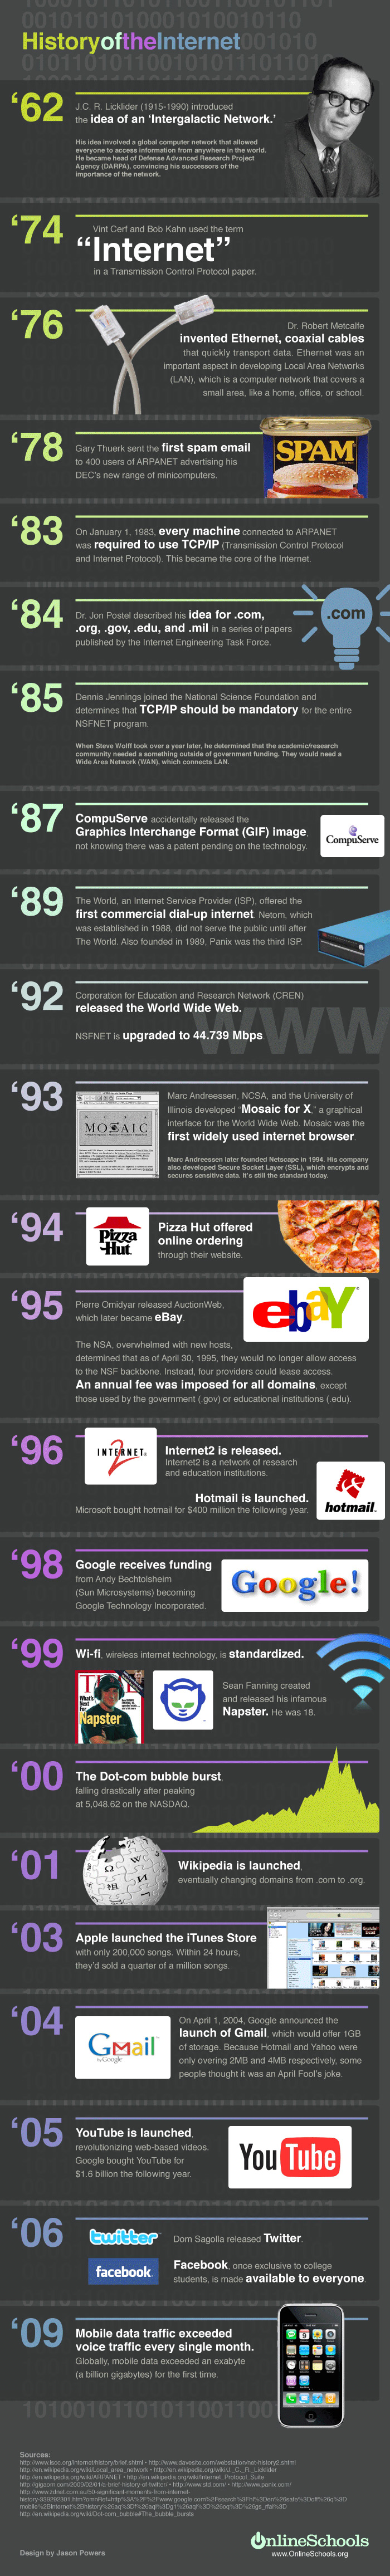 HistoryoftheInternet
'62
J.C. R. Licklider (1915-1990) introduced
the idea of an 'Intergalactic Network.'
His idea involved a global computer network that allowed
everyone to access information from anywhere in the world.
He became head of Defense Advanced Research Project
Agency (DARPA), convincing his successors of the
importance of the network.
'74
Vint Cerf and Bob Kahn used the term
"Internet"
in a Transmission Control Protocol paper.
'76
Dr. Robert Metcalfe
invented Ethernet, coaxial cables
that quickly transport data. Ethernet was an
important aspect in developing Local Area Networks
(LAN), which is a computer network that covers a
small area, like a home, office, or school.
'78
Gary Thuerk sent the first spam email
to 400 users of ARPANET advertising his
DEC's new range of minicomputers.
SPAM
'83
On January 1, 1983, every machine connected to ARPANET
was required to use TCP/IP (Transmission Control Protocol
and Internet Protocol). This became the core of the Internet.
'84
Dr. Jon Postel described his idea for .com,
.org, .gov, .edu, and .mil in a series of papers
published by the Internet Engineering Task Force.
.com
'85
Dennis Jennings joined the National Science Foundation and
determines that TCP/IP should be mandatory for the entire
NSFNET program.
When Steve Wolff took over a year later, he determined that the academic/research
community needed a something outside of government funding. They would need a
Wide Area Network (WAN), which connects LAN.
'87
CompuServe accidentally released the
Graphics Interchange Format (GIF) image,
not knowing there was a patent pending on the technology.
CompuServe
'89
The World, an Internet Service Provider (ISP), offered the
first commercial dial-up internet. Netom, which
was established in 1988, did not serve the public until after
The World. Also founded in 1989, Panix was the third ISP.
'92
Corporation for Education and Research Network (CREN)
released the World Wide Web.
NSFNET is upgraded to 44.739 Mbps.
www
'93
MOSAIC
Marc Andreessen, NCSA, and the University of
Illinois developed "Mosaic for X," a graphical
interface for the World Wide Web. Mosaic was the
first widely used internet browser.
Marc Andreessen later founded Netscape in 1994. His company
also developed Secure Socket Layer (SSL), which encrypts and
secures sensitive data. It's still the standard today.
'94
Pizza
Hut
Pizza Hut offered
online ordering
through their website.
'95
Pierre Omidyar released AuctionWeb,
which later became eBay.
ebaY
The NSA, overwhelmed with new hosts,
determined that as of April 30, 1995, they would no longer allow access
to the NSF backbone. Instead, four providers could lease access.
An annual fee was imposed for all domains, except
those used by the government (.gov) or educational institutions (.edu).
'96
INTERNET
2
Internet2 is released.
Internet2 is a network of research
and education institutions.
Hotmail is launched.
Microsoft bought hotmail for $400 million the following year.
hotmail.
'98
Google receives funding
from Andy Bechtolsheim
(Sun Microsystems) becoming
Google Technology Incorporated.
Google!
'99
Wi-fi, wireless internet technology, is standardized.
TIME
What's
Next
For
Napster
Sean Fanning created
and released his infamous
Napster. He was 18.
'00
The Dot-com bubble burst,
falling drastically after peaking
at 5,048.62 on the NASDAQ.
'01
Wikipedia is launched,
eventually changing domains from .com to .org.
'03
Apple launched the iTunes Store
with only 200,000 songs. Within 24 hours,
they'd sold a quarter of a million songs.
'04
Gmail
by Google
On April 1, 2004, Google announced the
launch of Gmail, which would offer 1GB
of storage. Because Hotmail and Yahoo were
only overing 2MB and 4MB respectively, some
people thought it was an April Fool's joke.
'05
YouTube is launched,
revolutionizing web-based videos.
Google bought YouTube for
$1.6 billion the following year.
YouTube
'06
twitter
Dom Sagolla released Twitter.
facebook.
Facebook, once exclusive to college
students, is made available to everyone.
'09
Mobile data traffic exceeded
voice traffic every single month.
Globally, mobile data exceeded an exabyte
(a billion gigabytes) for the first time.
Sources:
http://www.isoc.org/internet/history/brief.shtml • http://www.davesite.com/webstation/net-history2.shtml
http://en.wikipedia.org/wiki/Local_area_network • http://en.wikipedia.org/wiki/J._C._R._Licklider
http://en.wikipedia.org/wiki/ARPANET • http://en.wikipedia.org/wiki/Internet_Protocol_Suite
http://gigaom.com/2009/02/01/a-brief-history-of-twitter/ • http://www.std.com/ • http://www.panix.com/
http://en.wikipedia.org/wiki/Dot-com_bubble#The_bubble_bursts
Design by Jason Powers
OnlineSchools
www.OnlineSchools.org